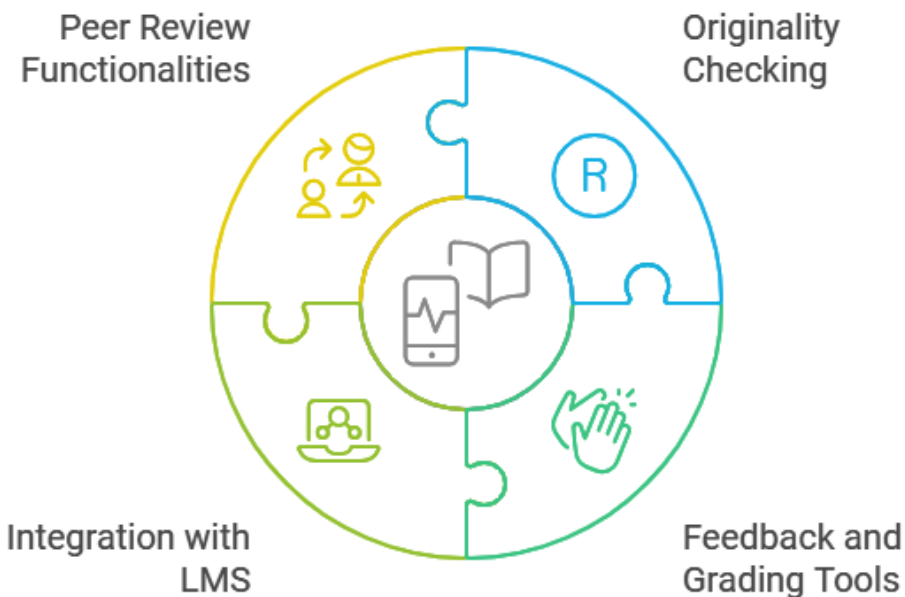 Peer Review
Functionalities
Originality
Checking
R
Integration with
LMS
Feedback and
Grading Tools